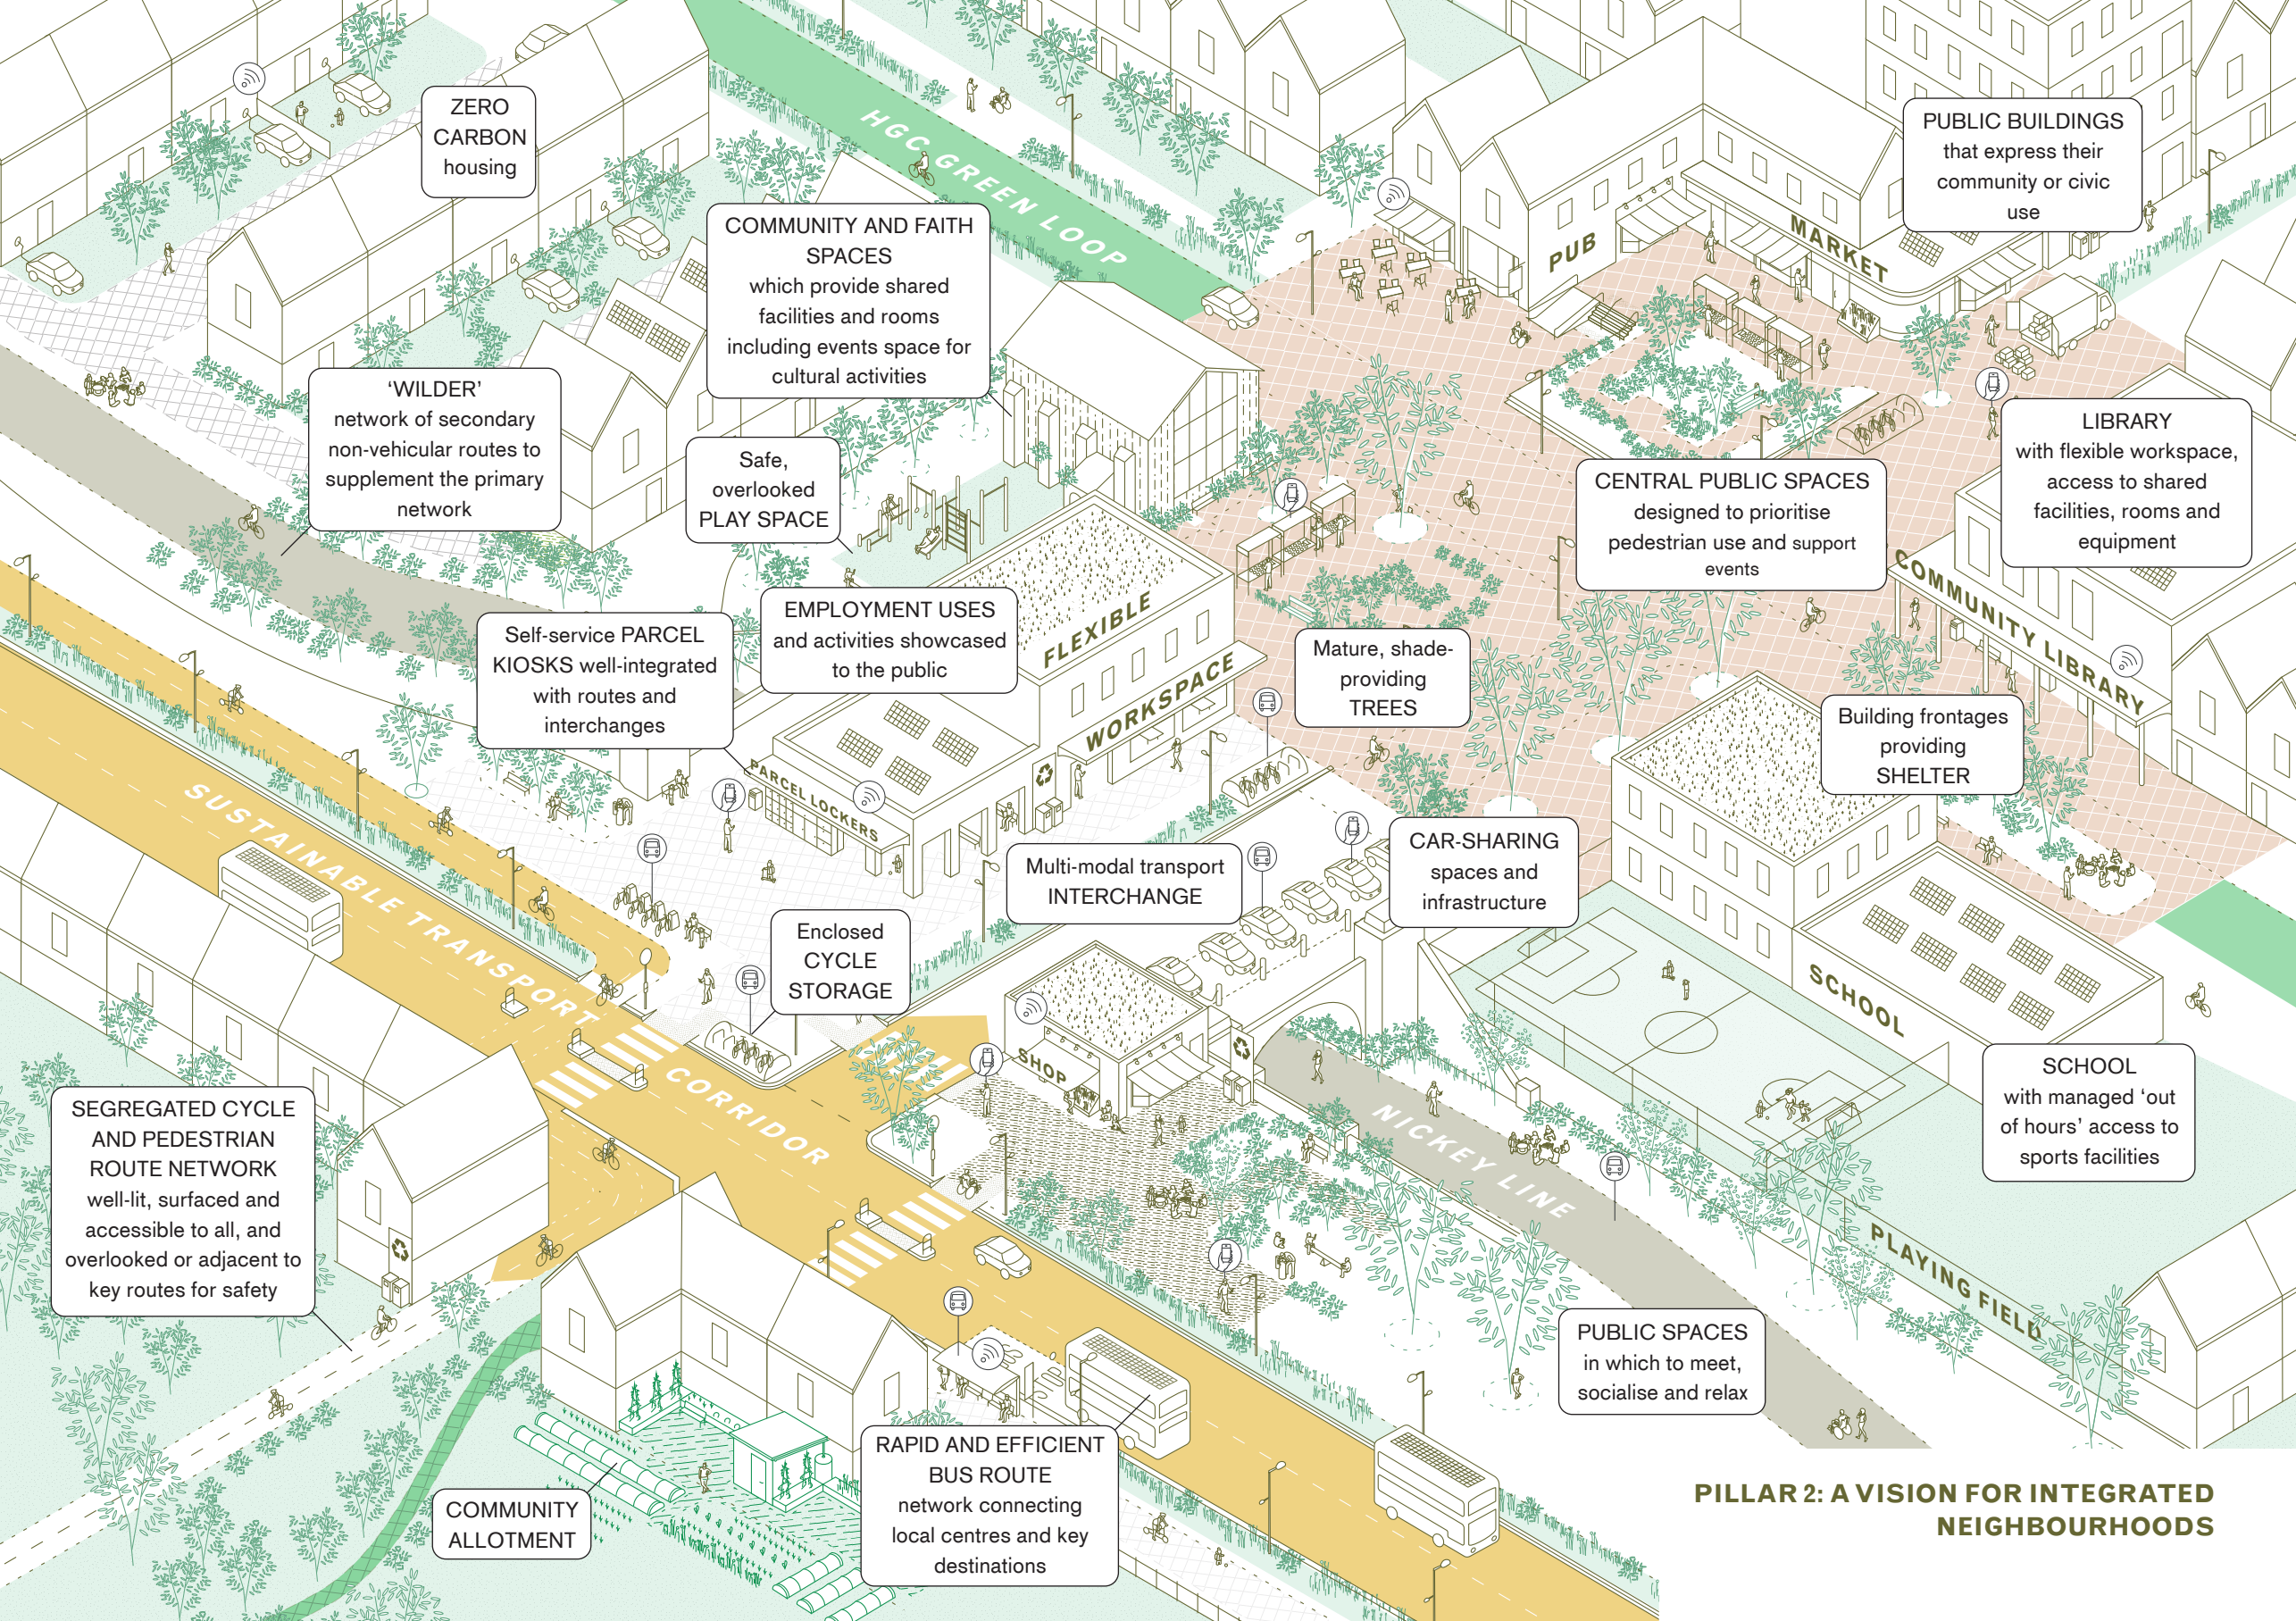 ZERO
CARBON
housing
HGC GREEN LOOP
PUBLIC BUILDINGS
that express their
community or civic
use
COMMUNITY AND FAITH
SPACES
which provide shared
facilities and rooms
including events space for
cultural activities
PUB
MARKET
‘WILDER’
network of secondary
non-vehicular routes to
supplement the primary
network
Safe,
overlooked
PLAY SPACE
CENTRAL PUBLIC SPACES
designed to prioritise
pedestrian use and support
events
LIBRARY
with flexible workspace,
access to shared
facilities, rooms and
equipment
COMMUNITY LIBRARY
Self-service PARCEL
KIOSKS well-integrated
with routes and
interchanges
EMPLOYMENT USES
and activities showcased
to the public
FLEXIBLE
WORKSPACE
Mature, shade-
providing
TREES
Building frontages
providing
SHELTER
PARCEL LOCKERS
SUSTAINABLE TRANSPORT CORRIDOR
Multi-modal transport
INTERCHANGE
CAR-SHARING
spaces and
infrastructure
Enclosed
CYCLE
STORAGE
SCHOOL
SHOP
NICKEY LINE
SCHOOL
with managed ‘out
of hours’ access to
sports facilities
SEGREGATED CYCLE
AND PEDESTRIAN
ROUTE NETWORK
well-lit, surfaced and
accessible to all, and
overlooked or adjacent to
key routes for safety
PLAYING FIELD
PUBLIC SPACES
in which to meet,
socialise and relax
COMMUNITY
ALLOTMENT
RAPID AND EFFICIENT
BUS ROUTE
network connecting
local centres and key
destinations
PILLAR 2: A VISION FOR INTEGRATED
NEIGHBOURHOODS